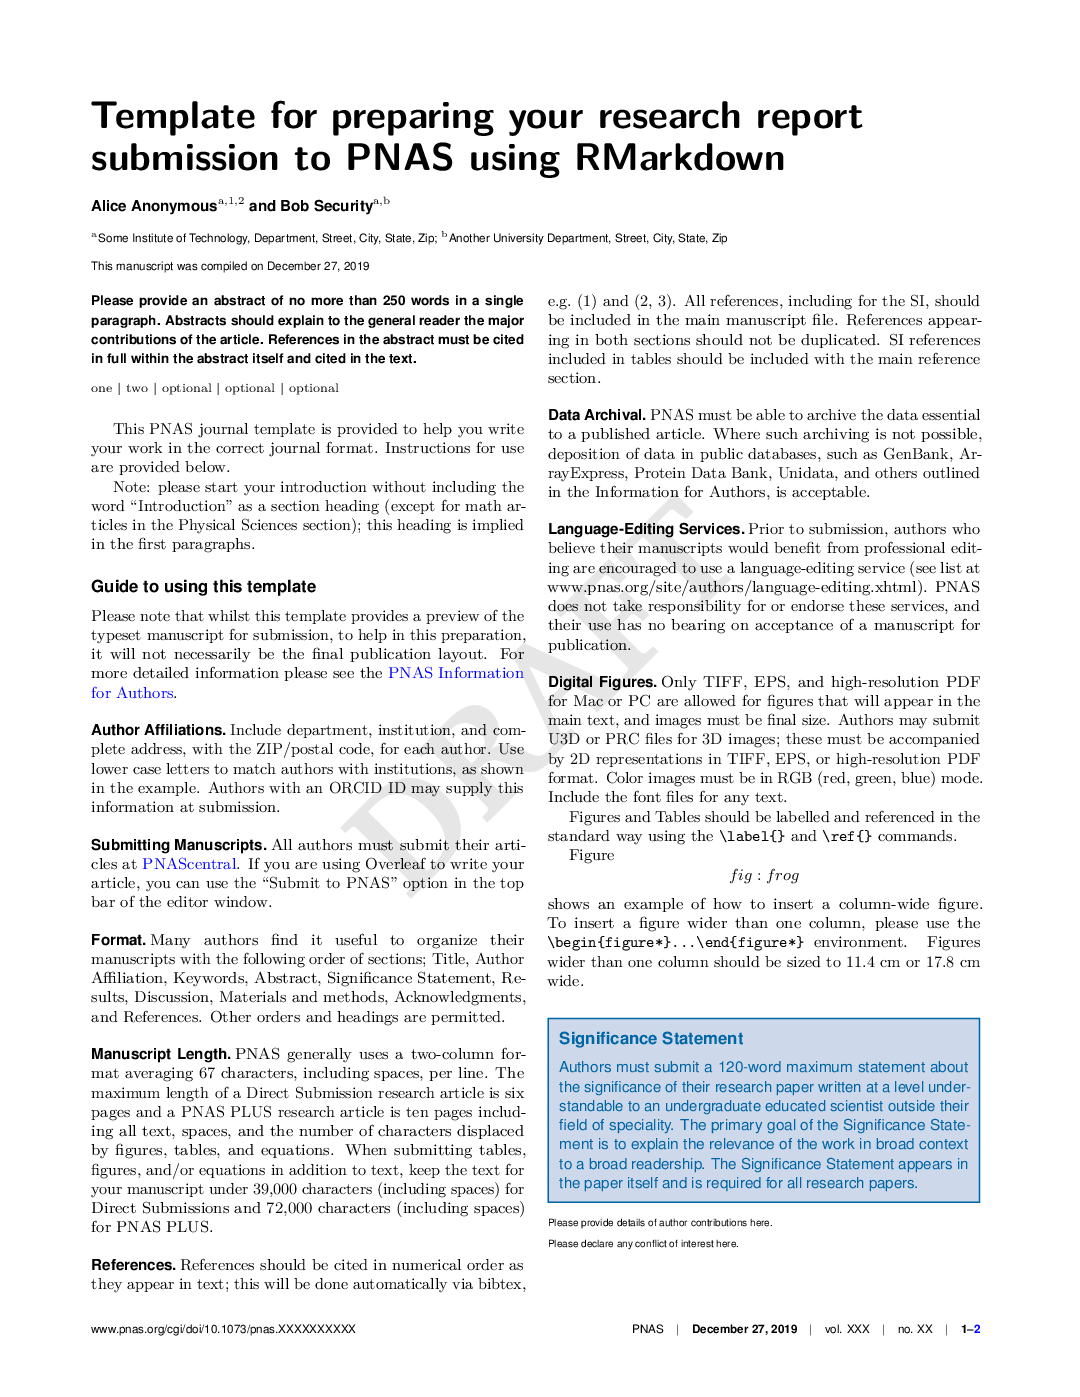 Template for preparing your research report
submission to PNAS using RMarkdown
Alice Anonymous^a,1,2 and Bob Security^a,b
^a Some Institute of Technology, Department, Street, City, State, Zip; ^b Another University Department, Street, City, State, Zip
This manuscript was compiled on December 27, 2019
Please provide an abstract of no more than 250 words in a single
paragraph. Abstracts should explain to the general reader the major
contributions of the article. References in the abstract must be cited
in full within the abstract itself and cited in the text.
one | two | optional | optional | optional
This PNAS journal template is provided to help you write
your work in the correct journal format. Instructions for use
are provided below.
Note: please start your introduction without including the
word “Introduction” as a section heading (except for math ar-
ticles in the Physical Sciences section); this heading is implied
in the first paragraphs.
Guide to using this template
Please note that whilst this template provides a preview of the
typeset manuscript for submission, to help in this preparation,
it will not necessarily be the final publication layout. For
more detailed information please see the PNAS Information
for Authors.
Author Affiliations. Include department, institution, and com-
plete address, with the ZIP/postal code, for each author. Use
lower case letters to match authors with institutions, as shown
in the example. Authors with an ORCID ID may supply this
information at submission.
Submitting Manuscripts. All authors must submit their arti-
cles at PNAScentral. If you are using Overleaf to write your
article, you can use the “Submit to PNAS” option in the top
bar of the editor window.
Format. Many authors find it useful to organize their
manuscripts with the following order of sections; Title, Author
Affiliation, Keywords, Abstract, Significance Statement, Re-
sults, Discussion, Materials and methods, Acknowledgments,
and References. Other orders and headings are permitted.
Manuscript Length. PNAS generally uses a two-column for-
mat averaging 67 characters, including spaces, per line. The
maximum length of a Direct Submission research article is six
pages and a PNAS PLUS research article is ten pages includ-
ing all text, spaces, and the number of characters displaced
by figures, tables, and equations. When submitting tables,
figures, and/or equations in addition to text, keep the text for
your manuscript under 39,000 characters (including spaces) for
Direct Submissions and 72,000 characters (including spaces)
for PNAS PLUS.
References. References should be cited in numerical order as
they appear in text; this will be done automatically via bibtex,
e.g. (1) and (2, 3). All references, including for the SI, should
be included in the main manuscript file. References appear-
ing in both sections should not be duplicated. SI references
included in tables should be included with the main reference
section.
Data Archival. PNAS must be able to archive the data essential
to a published article. Where such archiving is not possible,
deposition of data in public databases, such as GenBank, Ar-
rayExpress, Protein Data Bank, Unidata, and others outlined
in the Information for Authors, is acceptable.
Language-Editing Services. Prior to submission, authors who
believe their manuscripts would benefit from professional edit-
ing are encouraged to use a language-editing service (see list at
www.pnas.org/site/authors/language-editing.xhtml). PNAS
does not take responsibility for or endorse these services, and
their use has no bearing on acceptance of a manuscript for
publication.
Digital Figures. Only TIFF, EPS, and high-resolution PDF
for Mac or PC are allowed for figures that will appear in the
main text, and images must be final size. Authors may submit
U3D or PRC files for 3D images; these must be accompanied
by 2D representations in TIFF, EPS, or high-resolution PDF
format. Color images must be in RGB (red, green, blue) mode.
Include the font files for any text.
Figures and Tables should be labelled and referenced in the
standard way using the \label{} and \ref{} commands.
Figure
fig : frog
shows an example of how to insert a column-wide figure.
To insert a figure wider than one column, please use the
\begin{figure*}...\end{figure*} environment. Figures
wider than one column should be sized to 11.4 cm or 17.8 cm
wide.
Significance Statement
Authors must submit a 120-word maximum statement about
the significance of their research paper written at a level under-
standable to an undergraduate educated scientist outside their
field of speciality. The primary goal of the Significance State-
ment is to explain the relevance of the work in broad context
to a broad readership. The Significance Statement appears in
the paper itself and is required for all research papers.
Please provide details of author contributions here.
Please declare any conflict of interest here.
DRAFT
www.pnas.org/cgi/doi/10.1073/pnas.XXXXXXXXXX
PNAS | December 27, 2019 | vol. XXX | no. XX | 1–2